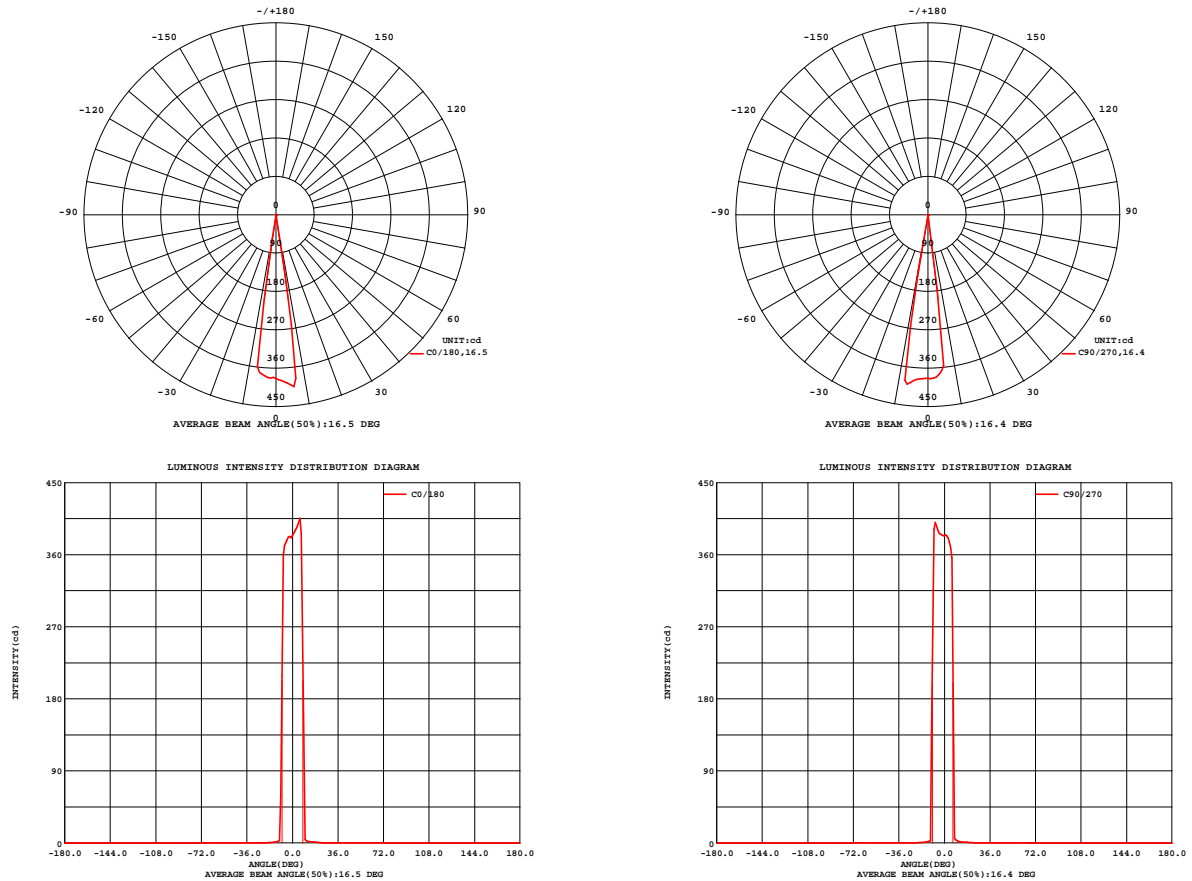 -/+180
-150
150
-120
120
-90
90
-60
60
-30
30
0
0
90
180
270
360
450
UNIT:cd
C0/180,16.5
AVERAGE BEAM ANGLE(50%):16.5 DEG
-/+180
-150
150
-120
120
-90
90
-60
60
-30
30
0
0
90
180
270
360
450
UNIT:cd
C90/270,16.4
AVERAGE BEAM ANGLE(50%):16.4 DEG
LUMINOUS INTENSITY DISTRIBUTION DIAGRAM
C0/180
INTENSITY(cd)
450
360
270
180
90
0
-180.0 -144.0 -108.0 -72.0 -36.0 0.0 36.0 72.0 108.0 144.0 180.0
ANGLE(DEG)
AVERAGE BEAM ANGLE(50%):16.5 DEG
LUMINOUS INTENSITY DISTRIBUTION DIAGRAM
C90/270
INTENSITY(cd)
450
360
270
180
90
0
-180.0 -144.0 -108.0 -72.0 -36.0 0.0 36.0 72.0 108.0 144.0 180.0
ANGLE(DEG)
AVERAGE BEAM ANGLE(50%):16.4 DEG